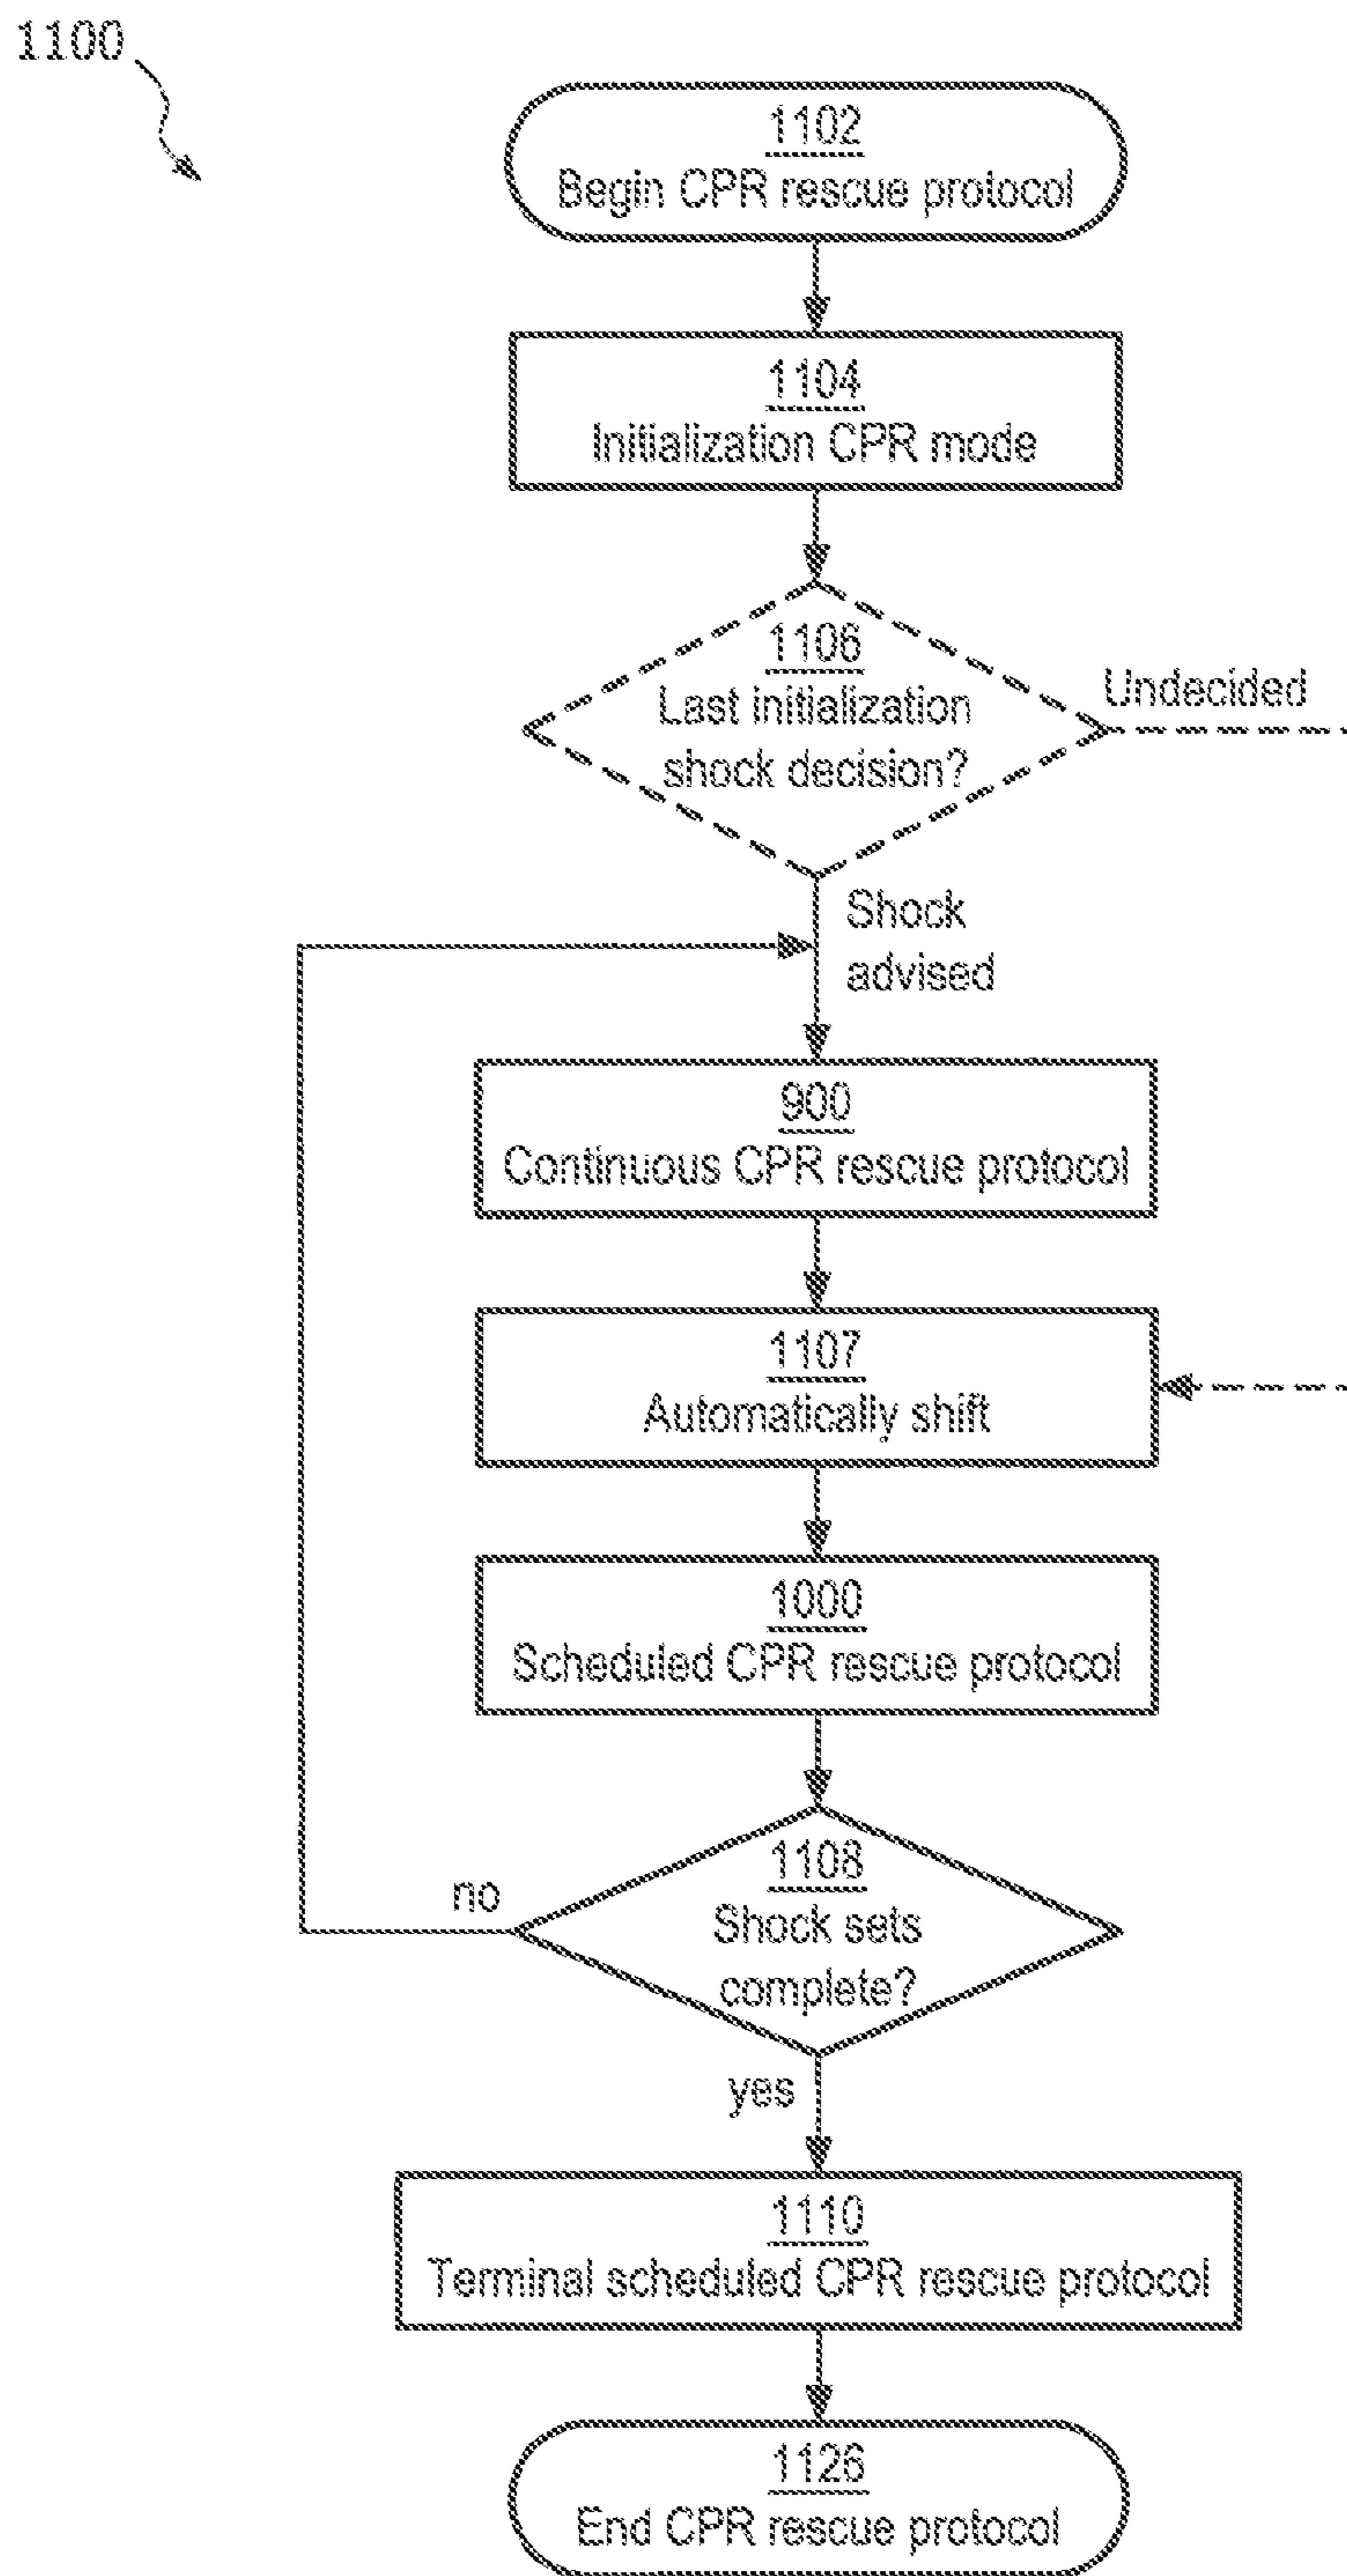 1100
1102
Begin CPR rescue protocol
1104
Initialization CPR mode
1106
Last initialization
shock decision?
Undecided
Shock
advised
900
Continuous CPR rescue protocol
1107
Automatically shift
1000
Scheduled CPR rescue protocol
1108
Shock sets
complete?
no
yes
1110
Terminal scheduled CPR rescue protocol
1126
End CPR rescue protocol